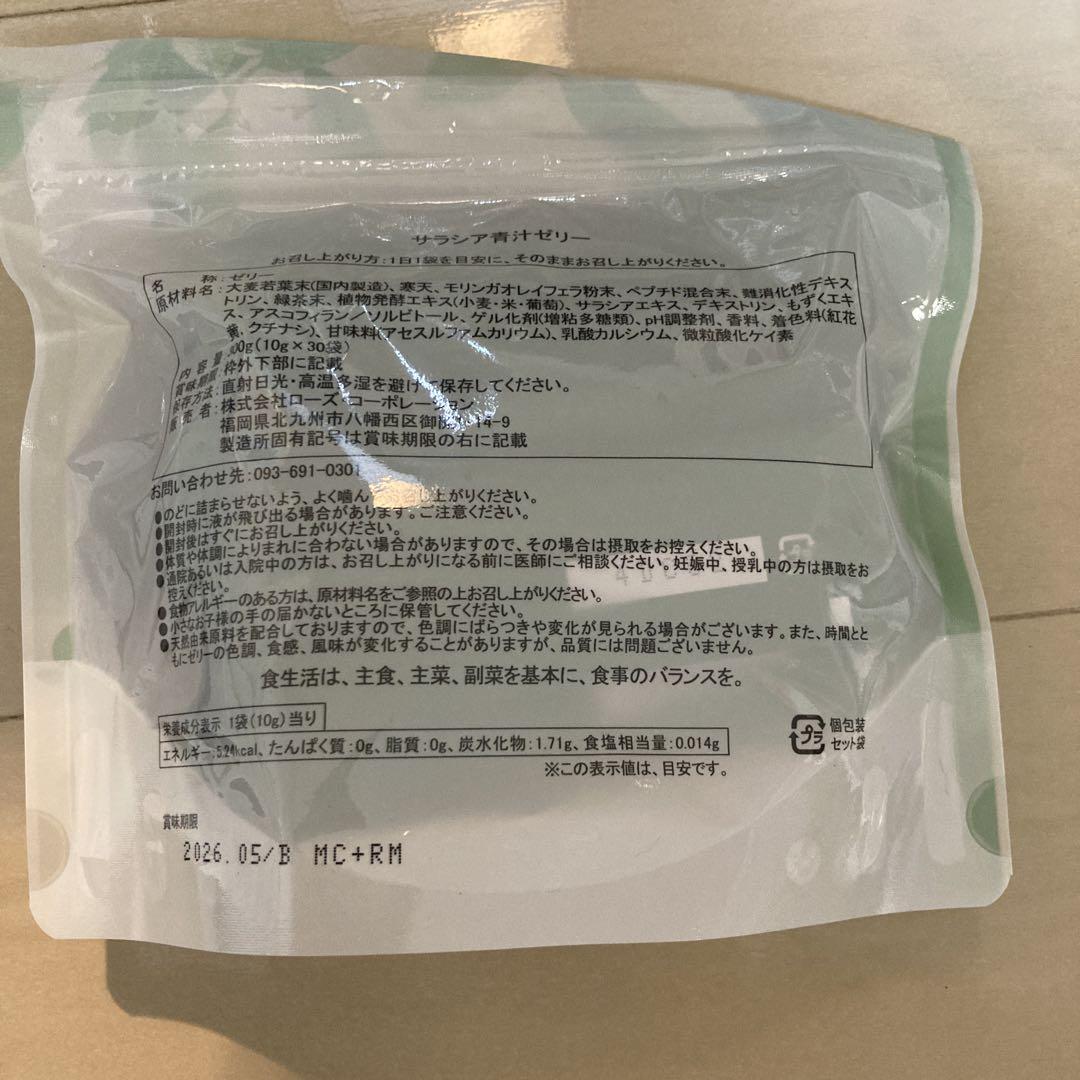 サラシア青汁ゼリー
お召し上がり方:1日1袋を目安に、そのままお召し上がりください。
名 称:ゼリー
原材料名:大麦若葉末(国内製造)、寒天、モリンガオレイフェラ粉末、ペプチド混合末、難消化性デキス
トリン、緑茶末、植物発酵エキス(小麦・米・葡萄)、サラシアエキス、デキストリン、もずくエキ
ス、アスコフィラン/ソルビトール、ゲル化剤(増粘多糖類)、pH調整剤、香料、着色料(紅花
黄、クチナシ)、甘味料(アセスルファムカリウム)、乳酸カルシウム、微粒酸化ケイ素
内 容 量:300g(10g×30袋)
賞味期限:枠外下部に記載
保存方法:直射日光・高温多湿を避けて保存してください。
販 売 者:株式会社ローズ・コーポレーション
福岡県北九州市八幡西区御 14-9
製造所固有記号は賞味期限の右に記載
お問い合わせ先:093-691-0301
●のどに詰まらせないよう、よく噛ん 召し上がりください。
●開封時に液が飛び出る場合があります。ご注意ください。
●開封後はすぐにお召し上がりください。
●体質や体調によりまれに合わない場合がありますので、その場合は摂取をお控えください。
●通院あるいは入院中の方は、お召し上がりになる前に医師にご相談ください。妊娠中、授乳中の方は摂取をお
控えください。
●食物アレルギーのある方は、原材料名をご参照の上お召し上がりください。
●小さなお子様の手の届かないところに保管してください。
●天然由来原料を配合しておりますので、色調にばらつきや変化が見られる場合がございます。また、時間とと
もにゼリーの色調、食感、風味が変化することがありますが、品質には問題ございません。
食生活は、主食、主菜、副菜を基本に、食事のバランスを。
栄養成分表示 1袋(10g)当り
エネルギー:5.24kcal、たんぱく質:0g、脂質:0g、炭水化物:1.71g、食塩相当量:0.014g
※この表示値は、目安です。
プラ
個包装
セット袋
賞味期限
2026.05/B MC+RM